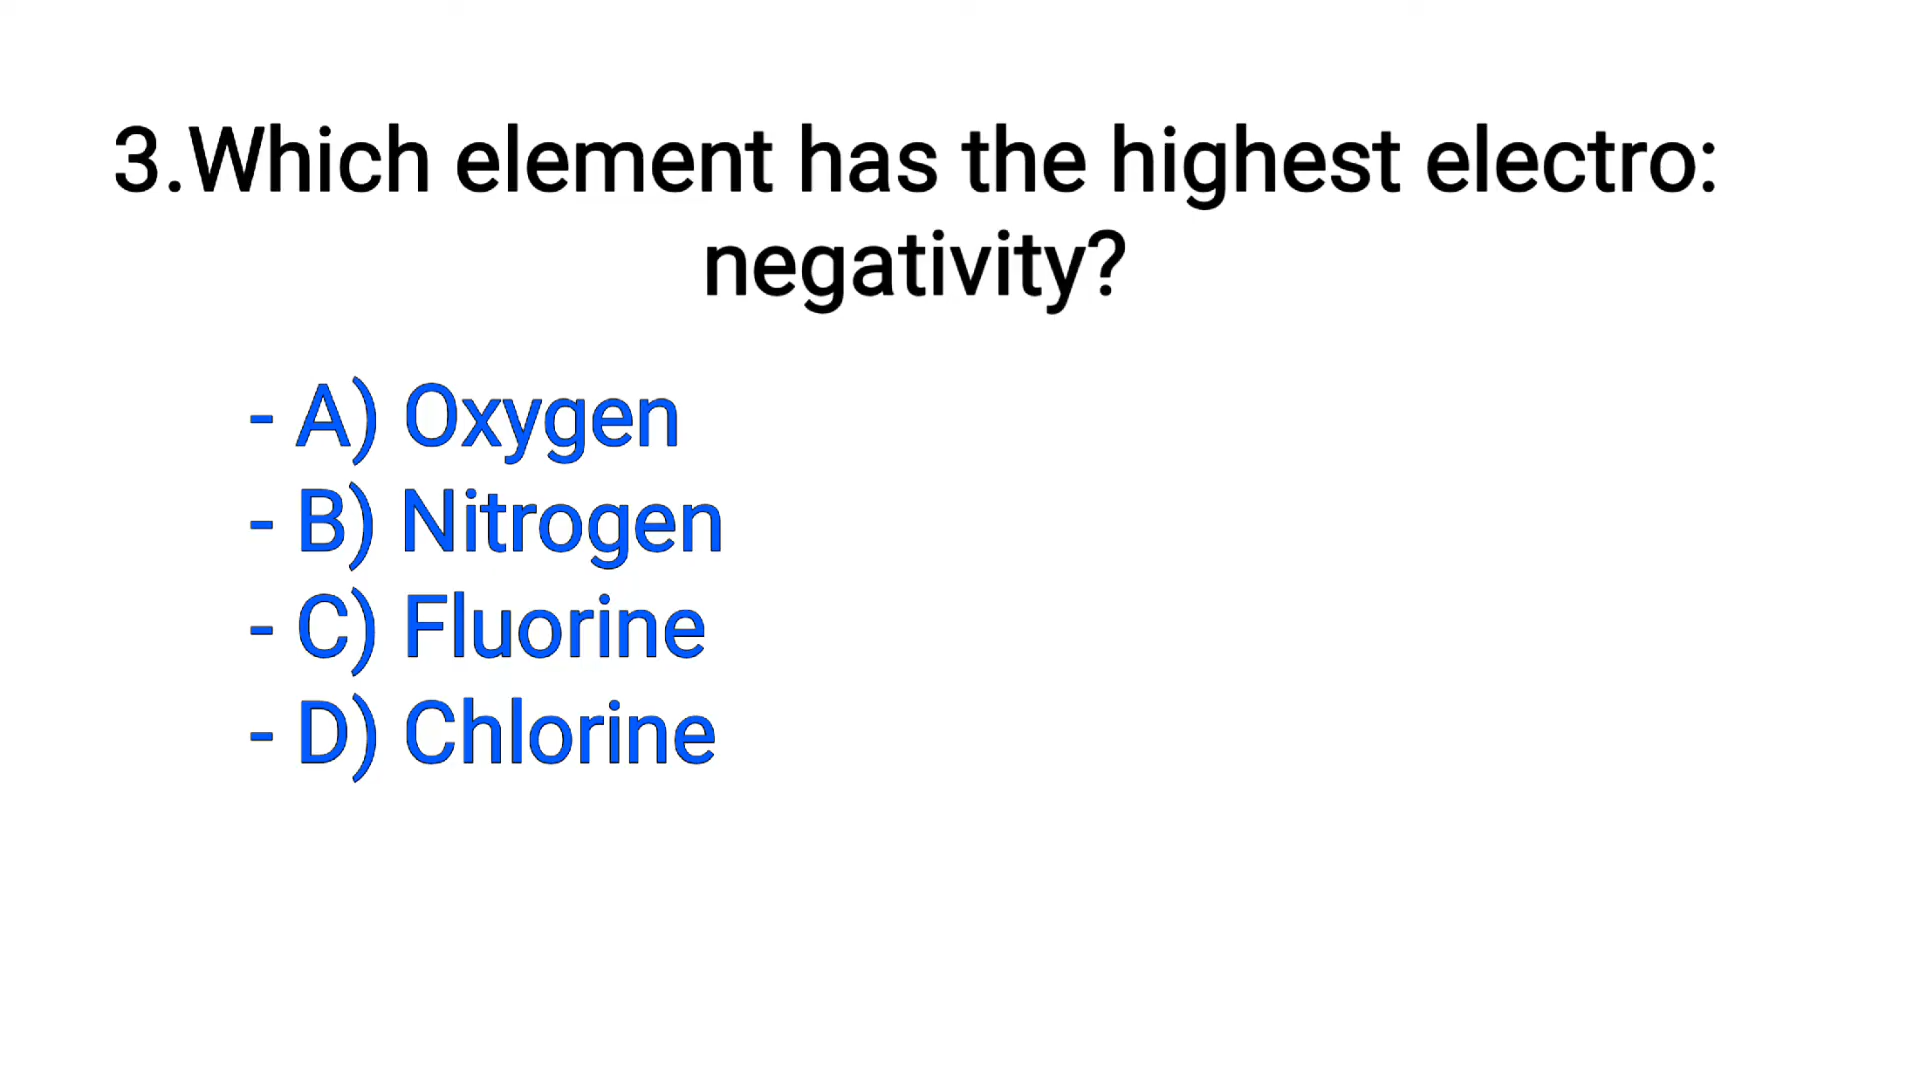 3.Which element has the highest electro:
negativity?
- A) Oxygen
- B) Nitrogen
- C) Fluorine
- D) Chlorine